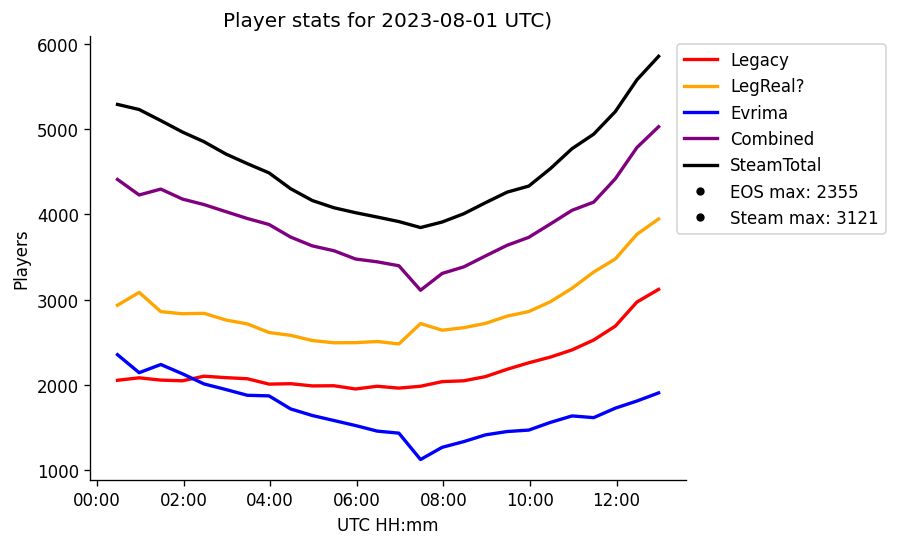 Player stats for 2023-08-01 UTC)
6000
5000
4000
3000
2000
1000
Players
00:00 02:00 04:00 06:00 08:00 10:00 12:00
UTC HH:mm
Legacy
LegReal?
Evrima
Combined
SteamTotal
EOS max: 2355
Steam max: 3121